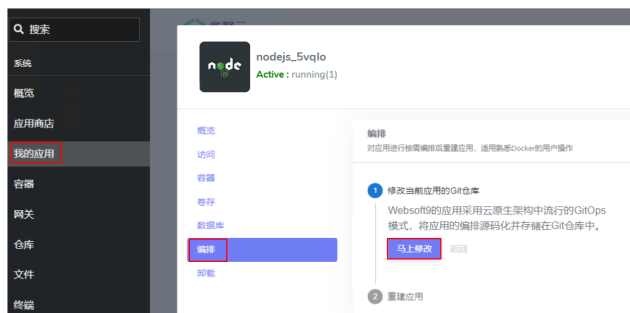 搜索
系统
概览
应用商店
我的应用
容器
网关
仓库
文件
终端
node
nodejs_5vqlo
Active : running(1)
概览
访问
容器
卷存
数据库
编排
卸载
编排
对应用进行按需编排后重建应用，适用熟悉Docker的用户操作
1 修改当前应用的Git仓库
Websoft9的应用采用云原生架构中流行的GitOps
模式，将应用的编排源码化并存储在Git仓库中。
马上修改 返回
2 重建应用